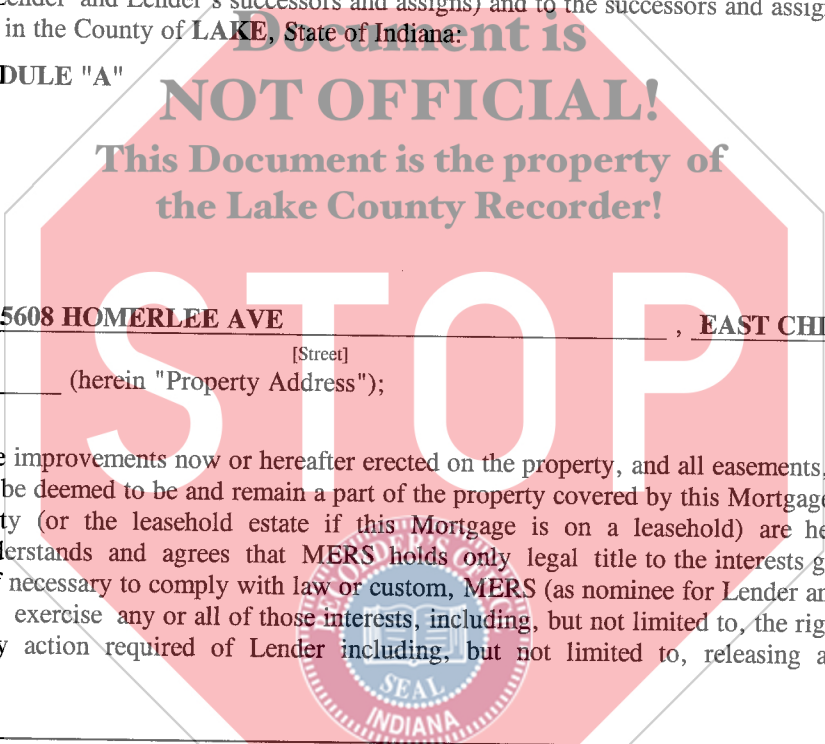 Lender and Lender's successors and assigns) and to the successors and assig
in the County of LAKE, State of Indiana:
Document is
DULE "A"
NOT OFFICIAL!
This Document is the property of
the Lake County Recorder!
STOP
5608 HOMERLEE AVE , EAST CHI
[Street]
(herein "Property Address");
e improvements now or hereafter erected on the property, and all easements,
be deemed to be and remain a part of the property covered by this Mortgage
ty (or the leasehold estate if this Mortgage is on a leasehold) are he
derstands and agrees that MERS holds only legal title to the interests g
f necessary to comply with law or custom, MERS (as nominee for Lender an
exercise any or all of those interests, including, but not limited to, the rig
y action required of Lender including, but not limited to, releasing a
RECORDER'S OFFICE
SEAL
INDIANA